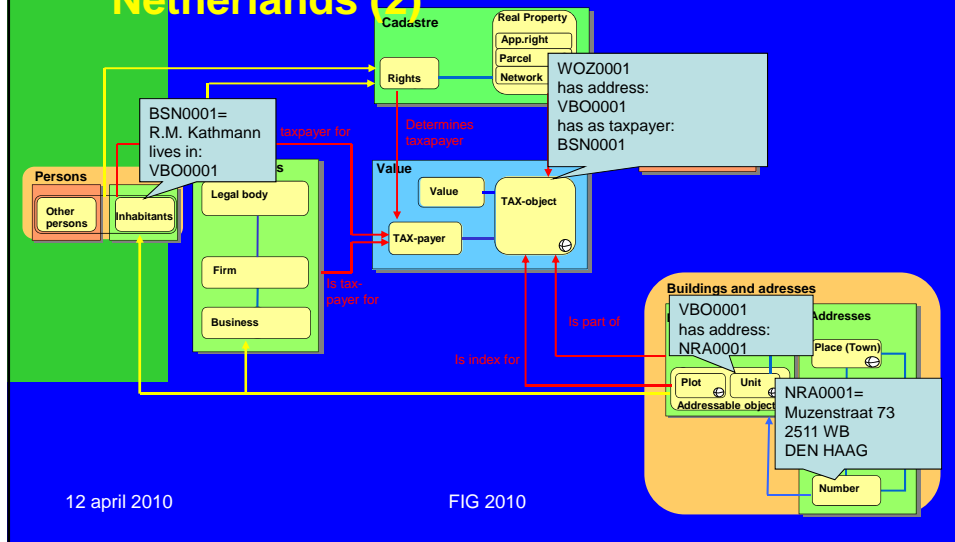 Netherlands (2)
Cadastre
Real Property
App.right
Parcel
Network
Rights
WOZ0001
has address:
VBO0001
has as taxpayer:
BSN0001
BSN0001=
R.M. Kathmann
lives in:
VBO0001
taxpayer for
Determines
taxapayer
Persons
Other
persons
Inhabitants
Legal body
Firm
Business
Value
Value
TAX-object
TAX-payer
Is tax-
payer for
Is part of
Is index for
Buildings and adresses
VBO0001
has address:
NRA0001
Addresses
Place (Town)
Plot
Unit
Addressable object
NRA0001=
Muzenstraat 73
2511 WB
DEN HAAG
Number
12 april 2010
FIG 2010